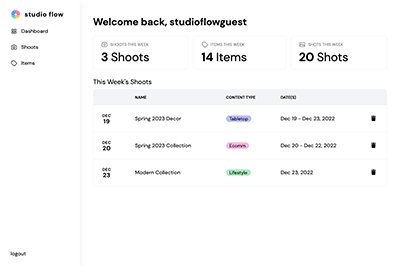 studio flow
Dashboard
Shoots
Items
logout
Welcome back, studioflowguest
SHOOTS THIS WEEK
3 Shoots
ITEMS THIS WEEK
14 Items
SHOTS THIS WEEK
20 Shots
This Week's Shoots
NAME CONTENT TYPE DATE(S)
DEC
19
Spring 2023 Decor Tabletop Dec 19 - Dec 23, 2022
DEC
20
Spring 2023 Collection Ecomm Dec 20 - Dec 22, 2022
DEC
23
Modern Collection Lifestyle Dec 23, 2022